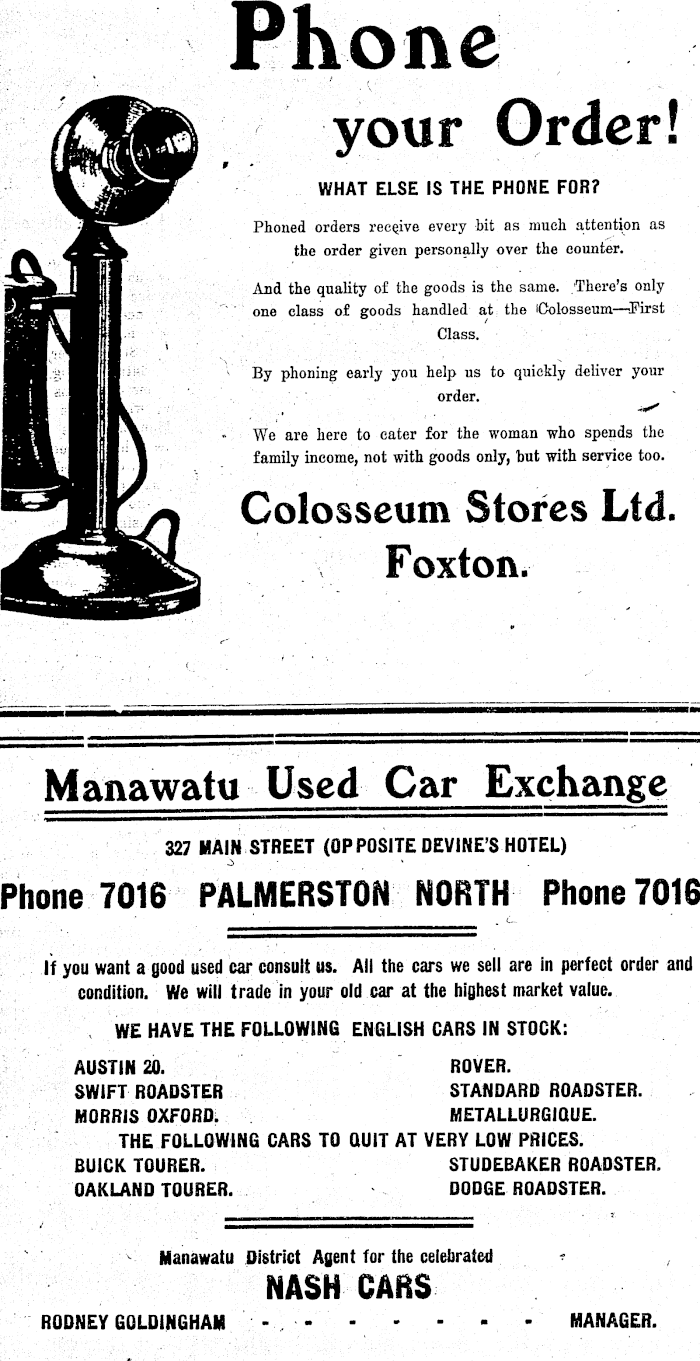 Phone
your Order!
WHAT ELSE IS THE PHONE FOR?
Phoned orders receive every bit as much attention as
the order given personally over the counter.
And the quality of the goods is the same. There's only
one class of goods handled at the Colosseum—First
Class.
By phoning early you help us to quickly deliver your
order.
We are here to cater for the woman who spends the
family income, not with goods only, but with service too.
Colosseum Stores Ltd.
Foxton.
Manawatu Used Car Exchange
327 MAIN STREET (OPPOSITE DEVINE'S HOTEL)
Phone 7016 PALMERSTON NORTH Phone 7016
If you want a good used car consult us. All the cars we sell are in perfect order and
condition. We will trade in your old car at the highest market value.
WE HAVE THE FOLLOWING ENGLISH CARS IN STOCK:
AUSTIN 20. ROVER.
SWIFT ROADSTER STANDARD ROADSTER.
MORRIS OXFORD. METALLURGIQUE.
THE FOLLOWING CARS TO QUIT AT VERY LOW PRICES.
BUICK TOURER. STUDEBAKER ROADSTER.
OAKLAND TOURER. DODGE ROADSTER.
Manawatu District Agent for the celebrated
NASH CARS
RODNEY GOLDINGHAM - - - - - - - MANAGER.